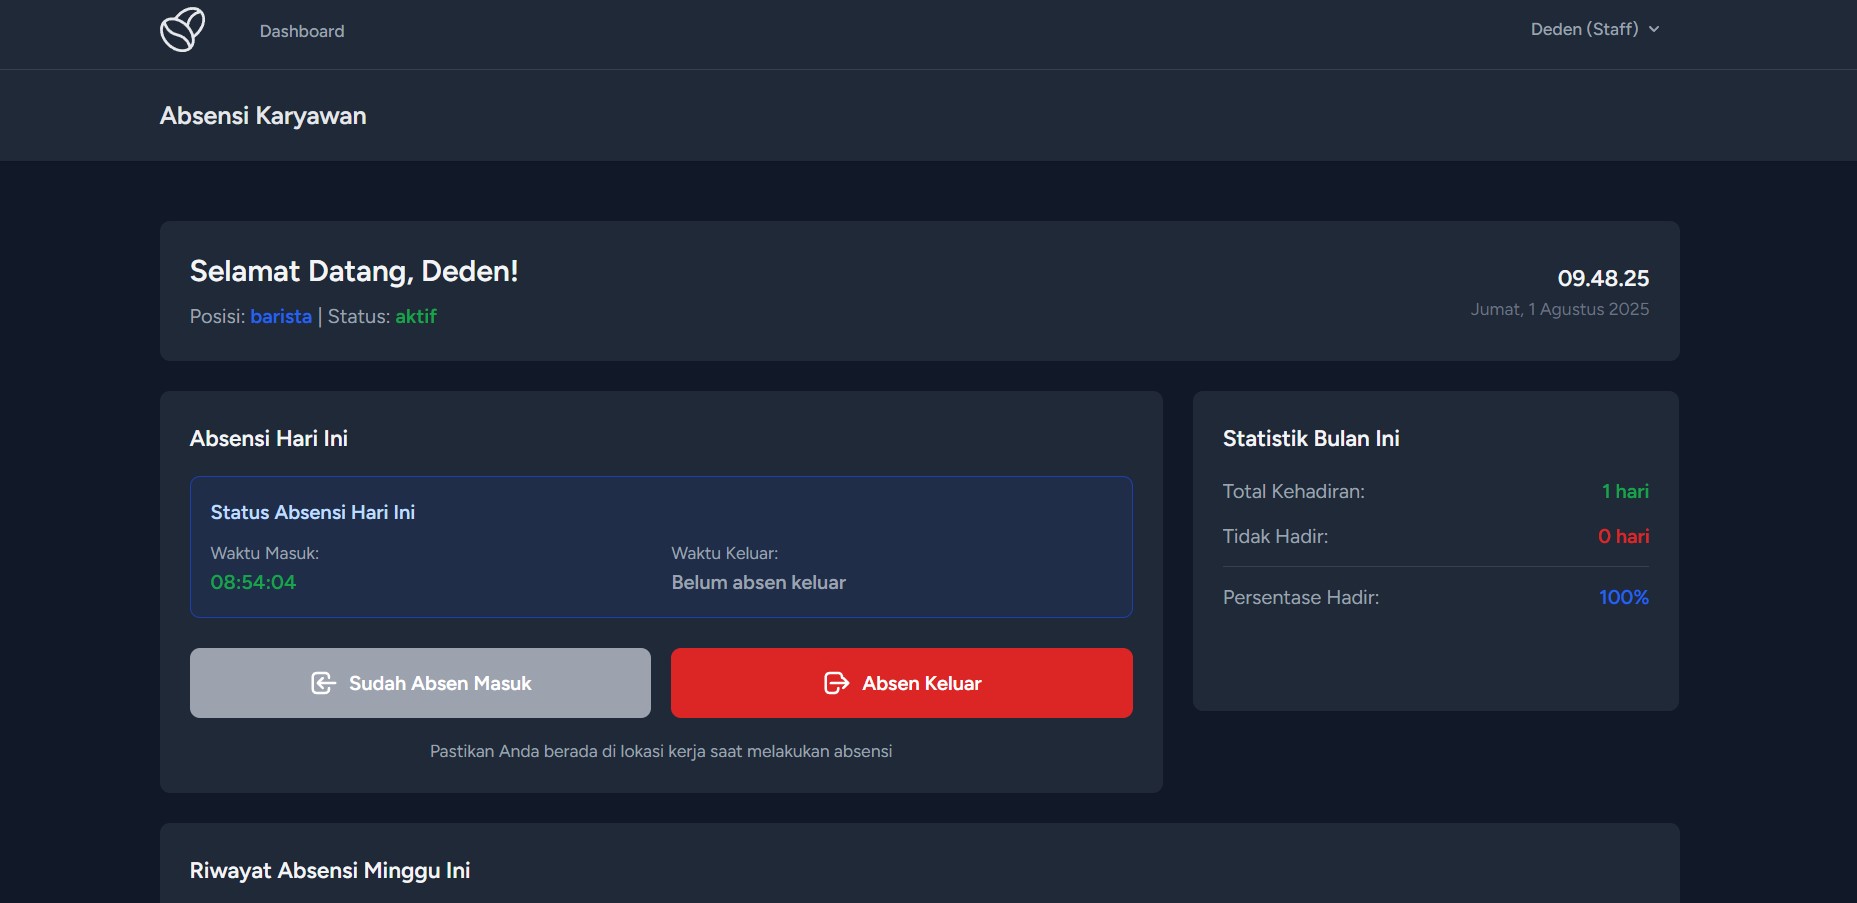 Dashboard
Deden (Staff)
Absensi Karyawan
Selamat Datang, Deden!
Posisi: barista | Status: aktif
09.48.25
Jumat, 1 Agustus 2025
Absensi Hari Ini
Status Absensi Hari Ini
Waktu Masuk:
08:54:04
Waktu Keluar:
Belum absen keluar
Sudah Absen Masuk
Absen Keluar
Pastikan Anda berada di lokasi kerja saat melakukan absensi
Statistik Bulan Ini
Total Kehadiran: 1 hari
Tidak Hadir: 0 hari
Persentase Hadir: 100%
Riwayat Absensi Minggu Ini